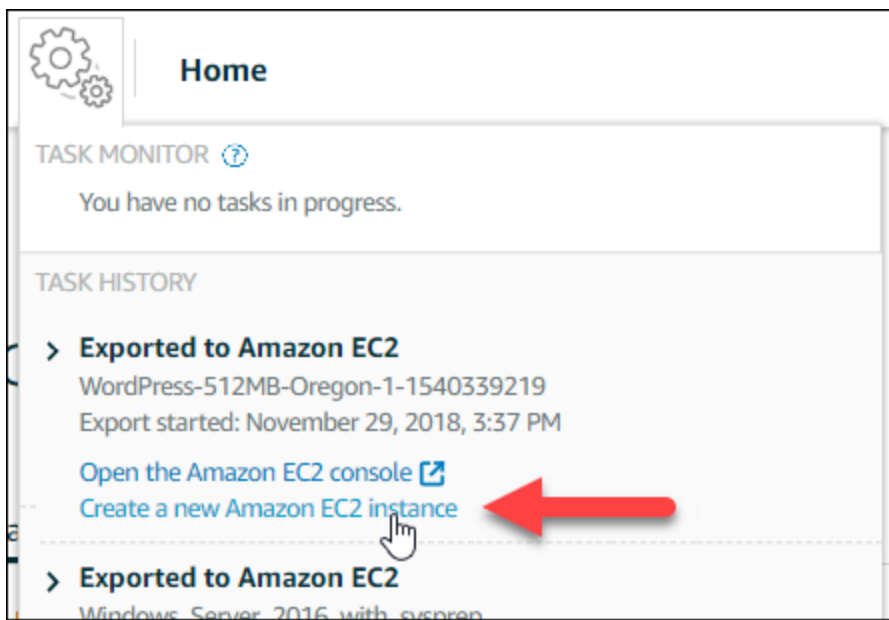 Home
TASK MONITOR ?
You have no tasks in progress.
TASK HISTORY
Exported to Amazon EC2
WordPress-512MB-Oregon-1-1540339219
Export started: November 29, 2018, 3:37 PM
Open the Amazon EC2 console
Create a new Amazon EC2 instance
Exported to Amazon EC2
Windows_Server_2016_with_sysprep